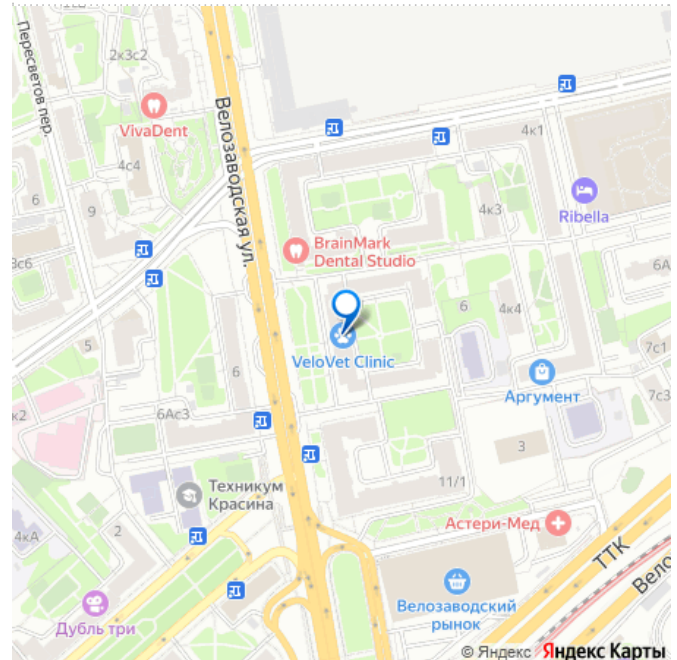 Пересветов пер.
2к3с2
VivaDent
4с4
6
9
3с6
Велозаводская ул.
4к1
4к3
Ribella
BrainMark
Dental Studio
6А
6
4к4
VeloVet Clinic
5
6
7с1
Аргумент
7с3
к2
6Ас3
3
11/1
Техникум
Красина
Астери-Мед
2
4кА
ТТК
Вело
Дубль три
Велозаводский
рынок
© Яндекс Яндекс Карты